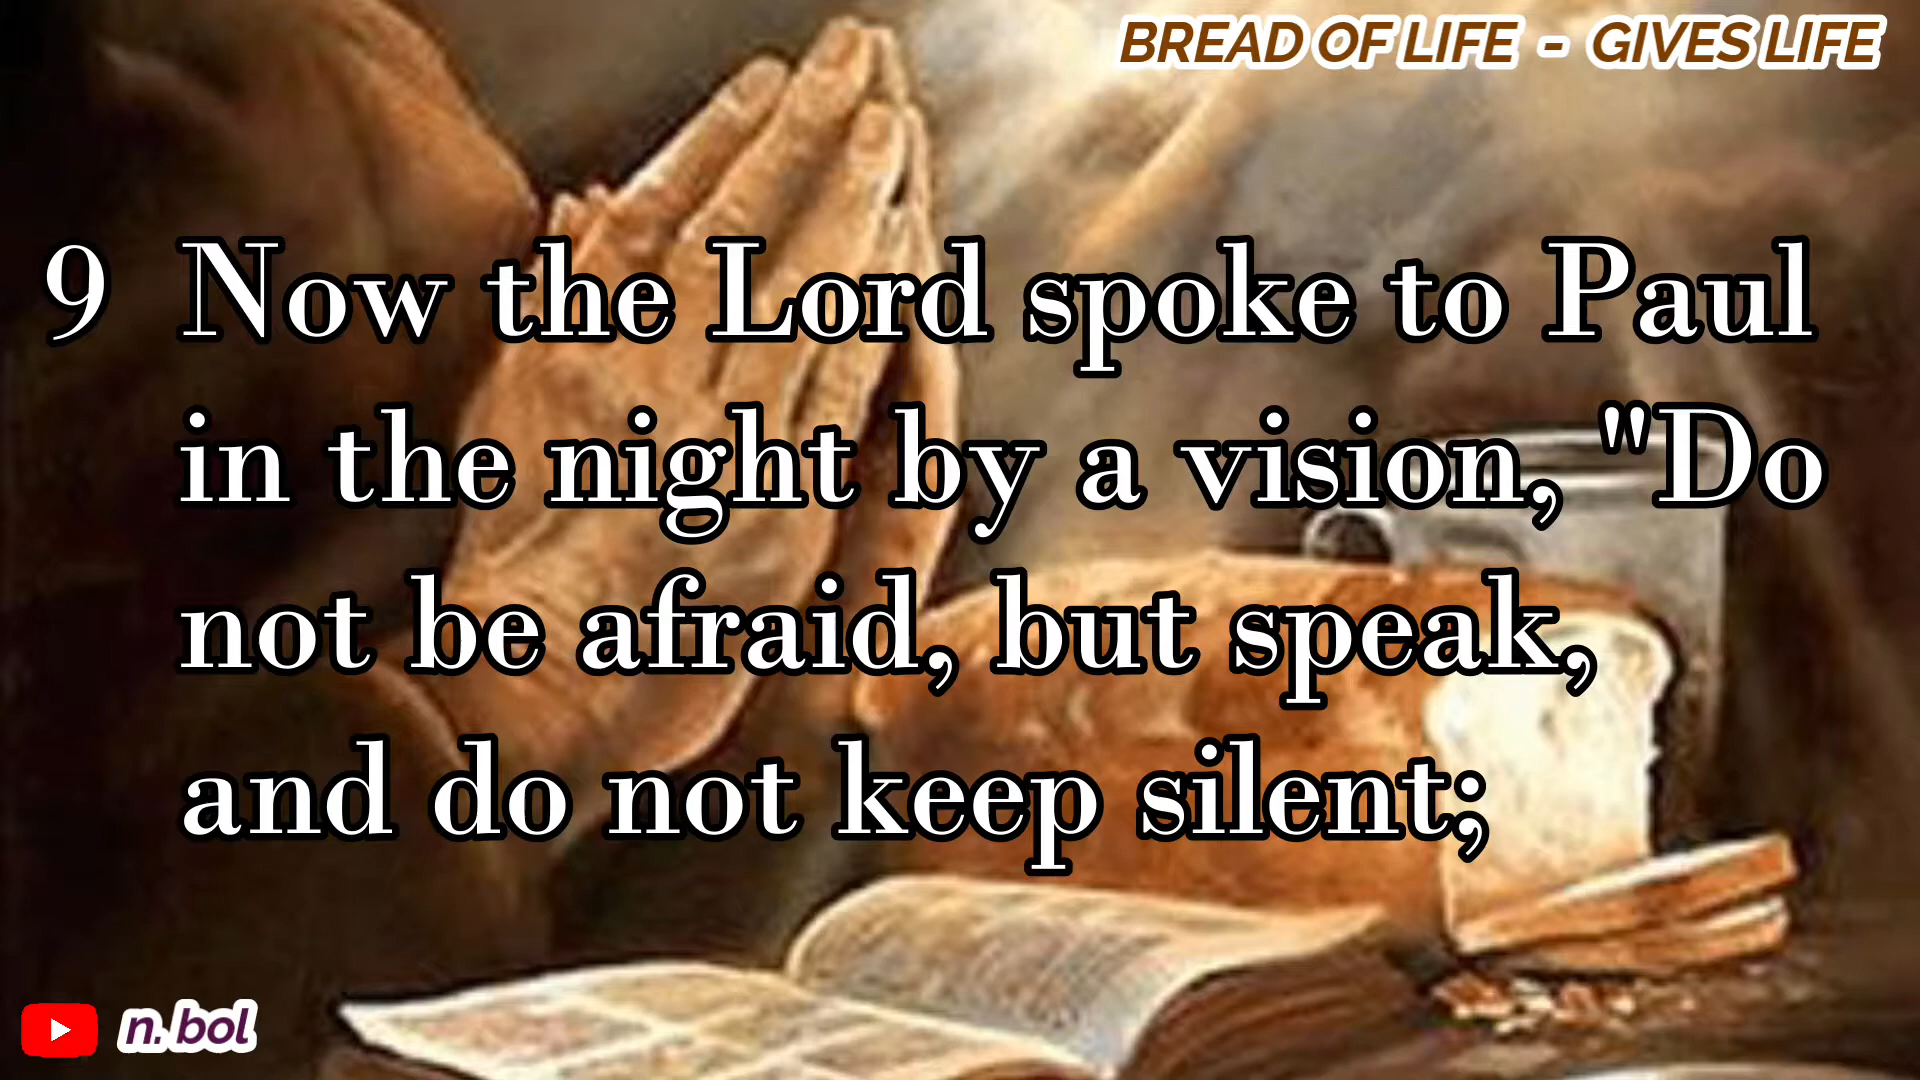 BREAD OF LIFE - GIVES LIFE
9 Now the Lord spoke to Paul
in the night by a vision, "Do
not be afraid, but speak,
and do not keep silent;
n. bol